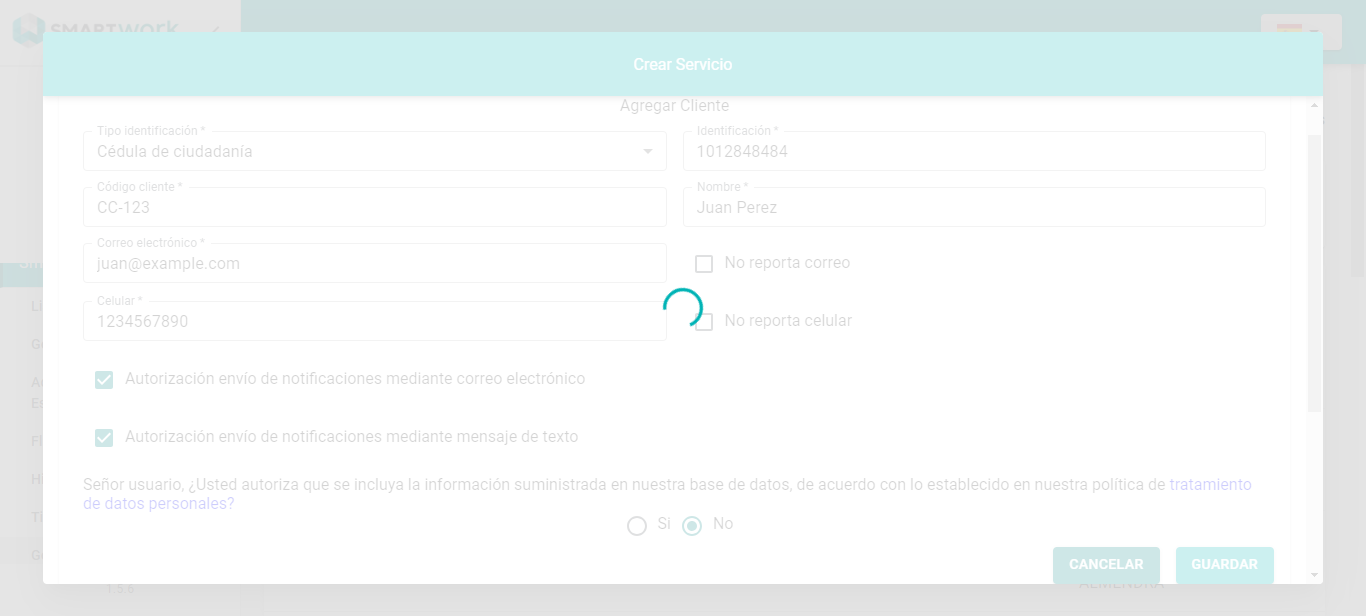 SMARTwork
Crear Servicio
Agregar Cliente
Tipo identificación *
Cédula de ciudadanía
Identificación *
1012848484
Código cliente *
CC-123
Nombre *
Juan Perez
Correo electrónico *
juan@example.com
No reporta correo
Celular *
1234567890
No reporta celular
Autorización envío de notificaciones mediante correo electrónico
Autorización envío de notificaciones mediante mensaje de texto
Señor usuario, ¿Usted autoriza que se incluya la información suministrada en nuestra base de datos, de acuerdo con lo establecido en nuestra política de tratamiento
de datos personales?
Si No
CANCELAR GUARDAR
1.5.6
ALMENDRA